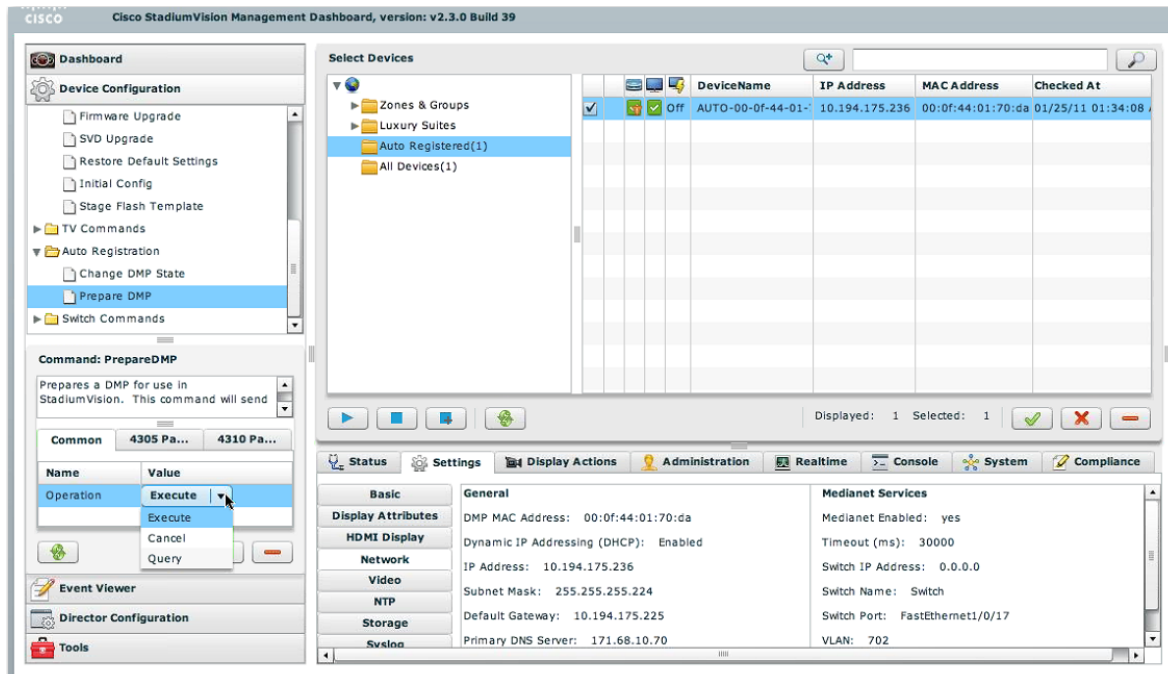 CISCO
Cisco StadiumVision Management Dashboard, version: v2.3.0 Build 39
Dashboard
Device Configuration
Firmware Upgrade
SVD Upgrade
Restore Default Settings
Initial Config
Stage Flash Template
TV Commands
Auto Registration
Change DMP State
Prepare DMP
Switch Commands
Command: PrepareDMP
Prepares a DMP for use in
StadiumVision. This command will send
Common 4305 Pa... 4310 Pa...
Name Value
Operation Execute
Execute
Cancel
Query
Event Viewer
Director Configuration
Tools
Select Devices
Zones & Groups
Luxury Suites
Auto Registered(1)
All Devices(1)
DeviceName IP Address MAC Address Checked At
Off AUTO-00-0f-44-01- 10.194.175.236 00:0f:44:01:70:da 01/25/11 01:34:08
Displayed: 1 Selected: 1
Status Settings Display Actions Administration Realtime Console System Compliance
Basic
Display Attributes
HDMI Display
Network
Video
NTP
Storage
Syslog
General
DMP MAC Address: 00:0f:44:01:70:da
Dynamic IP Addressing (DHCP): Enabled
IP Address: 10.194.175.236
Subnet Mask: 255.255.255.224
Default Gateway: 10.194.175.225
Primary DNS Server: 171.68.10.70
Medianet Services
Medianet Enabled: yes
Timeout (ms): 30000
Switch IP Address: 0.0.0.0
Switch Name: Switch
Switch Port: FastEthernet1/0/17
VLAN: 702